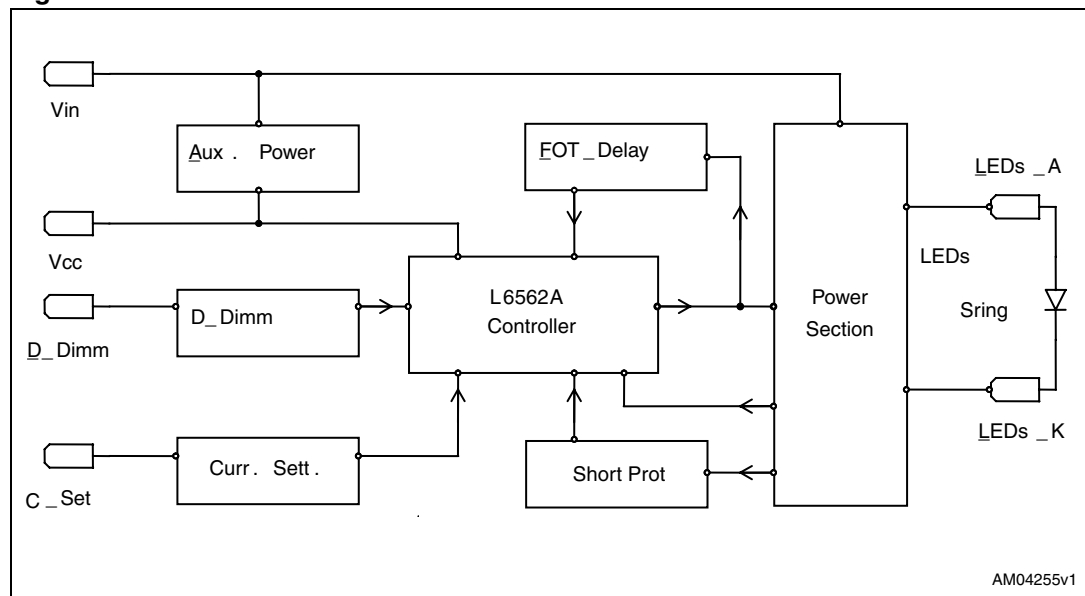 Vin
Aux . Power
FOT _ Delay
LEDs _ A
Vcc
LEDs
L6562A
Controller
Power
Section
Sring
D_ Dimm
D_ Dimm
LEDs _ K
Curr . Sett .
Short Prot
C _ Set
AM04255v1